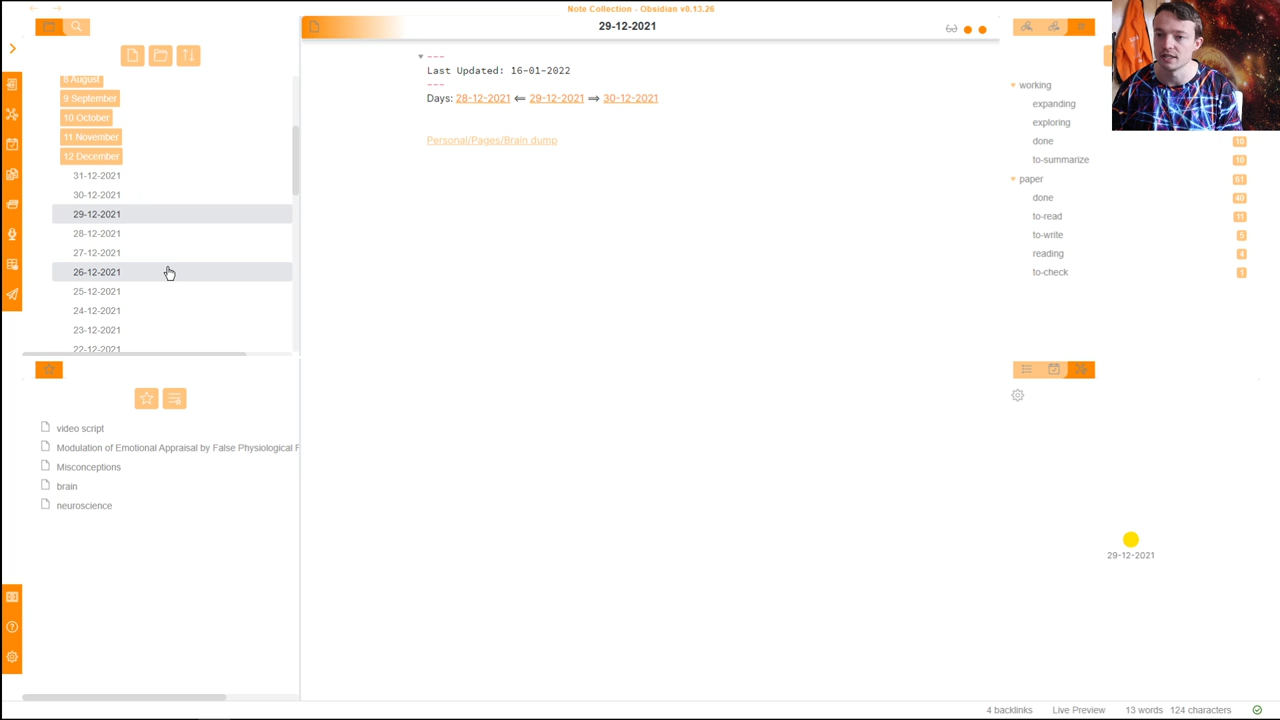 Note Collection - Obsidian v0.13.26
29-12-2021
8 August
9 September
10 October
11 November
12 December
31-12-2021
30-12-2021
29-12-2021
28-12-2021
27-12-2021
26-12-2021
25-12-2021
24-12-2021
23-12-2021
22-12-2021
video script
Modulation of Emotional Appraisal by False Physiological F
Misconceptions
brain
neuroscience
---
Last Updated: 16-01-2022
---
Days: 28-12-2021 ⟸ 29-12-2021 ⟹ 30-12-2021
Personal/Pages/Brain dump
working
expanding
exploring
done 10
to-summarize 10
paper 61
done 40
to-read 11
to-write 5
reading 4
to-check 1
29-12-2021
4 backlinks Live Preview 13 words 124 characters